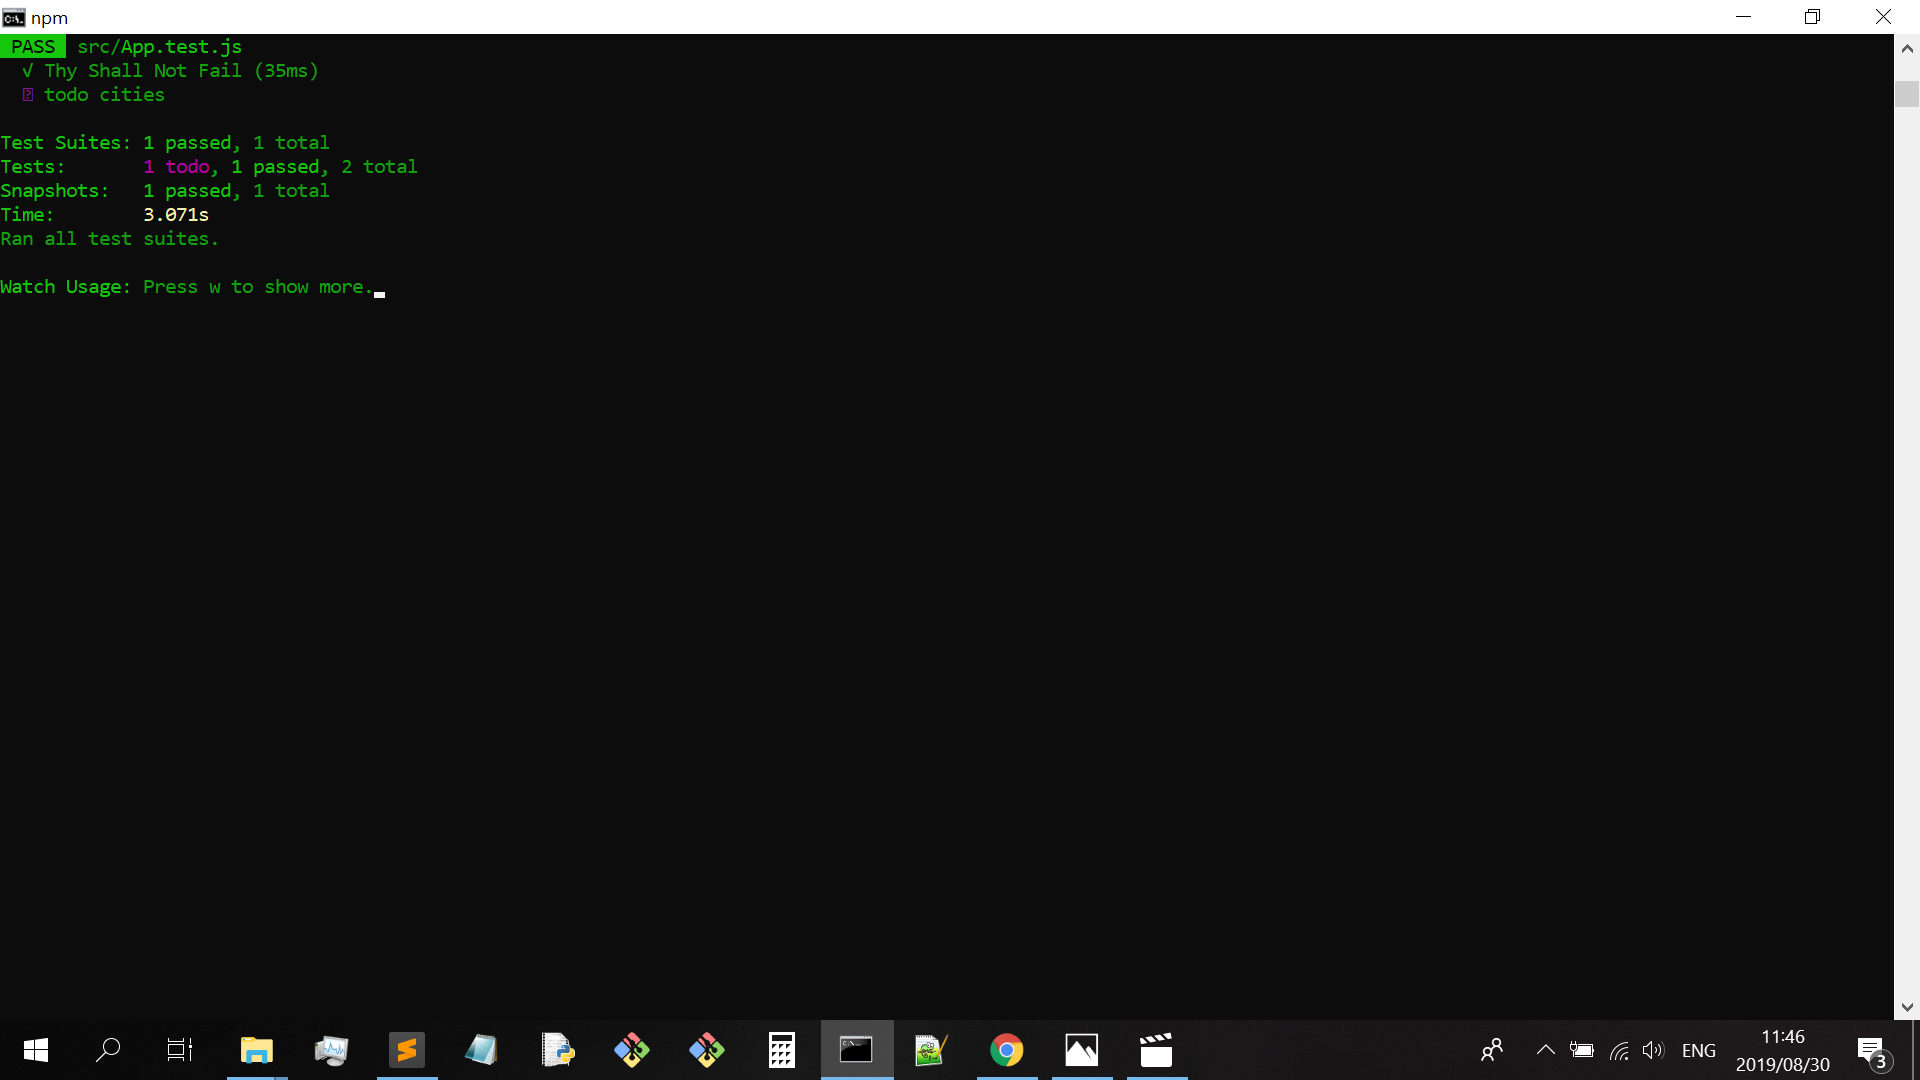 npm
PASS src/App.test.js
√ Thy Shall Not Fail (35ms)
todo cities
Test Suites: 1 passed, 1 total
Tests: 1 todo, 1 passed, 2 total
Snapshots: 1 passed, 1 total
Time: 3.071s
Ran all test suites.
Watch Usage: Press w to show more.
ENG
11:46
2019/08/30
3